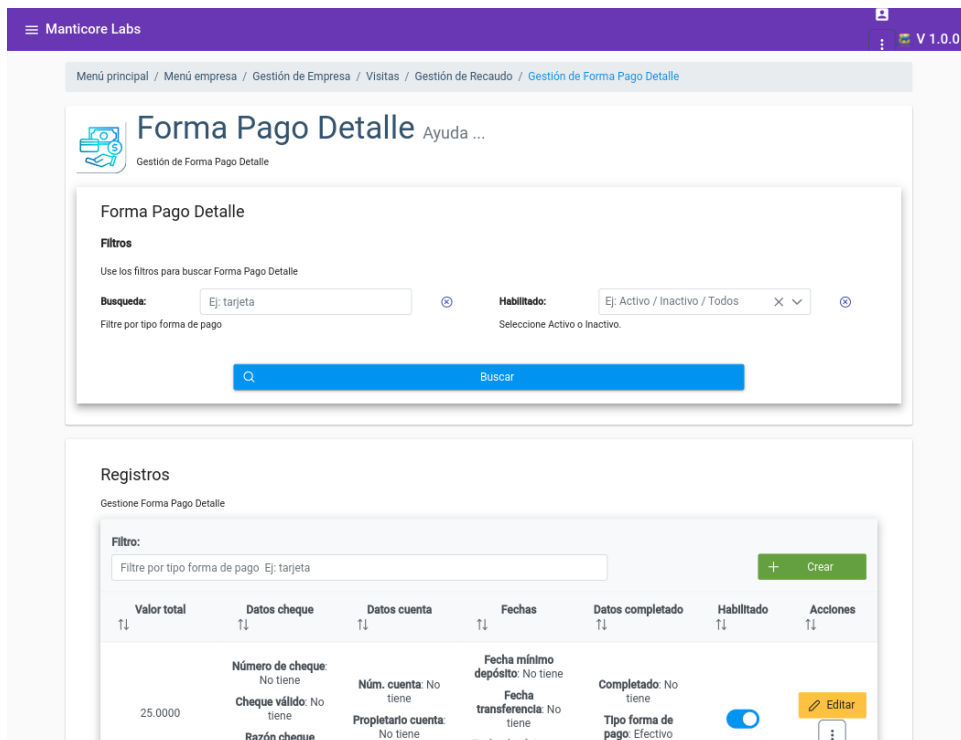 Manticore Labs
V 1.0.0
Menú principal / Menú empresa / Gestión de Empresa / Visitas / Gestión de Recaudo / Gestión de Forma Pago Detalle
Forma Pago Detalle Ayuda ...
Gestión de Forma Pago Detalle
Forma Pago Detalle
Filtros
Use los filtros para buscar Forma Pago Detalle
Busqueda: Ej: tarjeta Habilitado: Ej: Activo / Inactivo / Todos
Filtre por tipo forma de pago Seleccione Activo o Inactivo.
Buscar
Registros
Gestione Forma Pago Detalle
Filtro:
Filtre por tipo forma de pago Ej: tarjeta
Crear
Valor total Datos cheque Datos cuenta Fechas Datos completado Habilitado Acciones
25.0000
Número de cheque:
No tiene
Cheque válido: No
tiene
Razón cheque
Núm. cuenta: No
tiene
Propietario cuenta:
No tiene
Fecha mínimo
depósito: No tiene
Fecha
transferencia: No
tiene
Completado: No
tiene
Tipo forma de
pago: Efectivo
Editar